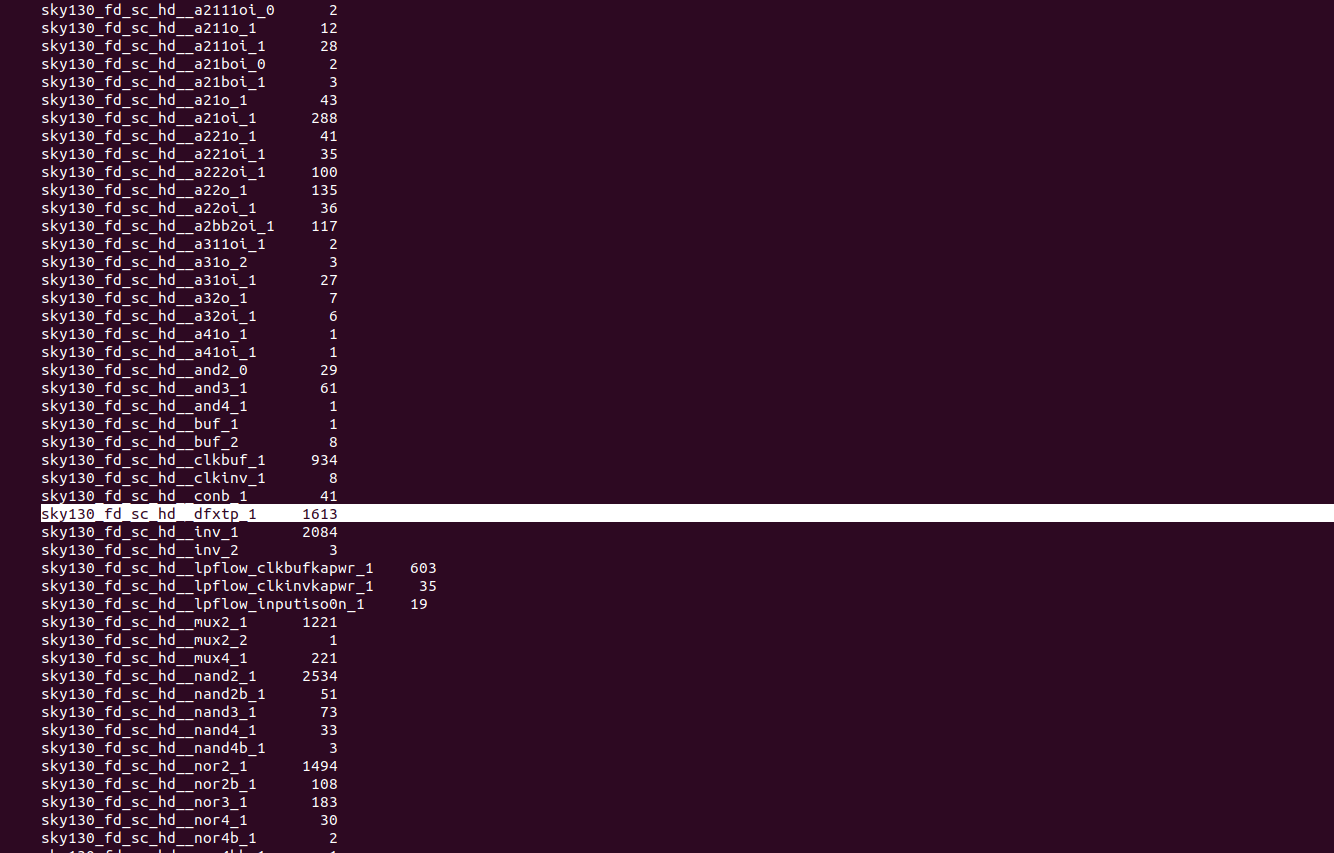 sky130_fd_sc_hd__a2111oi_0 2
sky130_fd_sc_hd__a211o_1 12
sky130_fd_sc_hd__a211oi_1 28
sky130_fd_sc_hd__a21boi_0 2
sky130_fd_sc_hd__a21boi_1 3
sky130_fd_sc_hd__a21o_1 43
sky130_fd_sc_hd__a21oi_1 288
sky130_fd_sc_hd__a221o_1 41
sky130_fd_sc_hd__a221oi_1 35
sky130_fd_sc_hd__a222oi_1 100
sky130_fd_sc_hd__a22o_1 135
sky130_fd_sc_hd__a22oi_1 36
sky130_fd_sc_hd__a2bb2oi_1 117
sky130_fd_sc_hd__a311oi_1 2
sky130_fd_sc_hd__a31o_2 3
sky130_fd_sc_hd__a31oi_1 27
sky130_fd_sc_hd__a32o_1 7
sky130_fd_sc_hd__a32oi_1 6
sky130_fd_sc_hd__a41o_1 1
sky130_fd_sc_hd__a41oi_1 1
sky130_fd_sc_hd__and2_0 29
sky130_fd_sc_hd__and3_1 61
sky130_fd_sc_hd__and4_1 1
sky130_fd_sc_hd__buf_1 1
sky130_fd_sc_hd__buf_2 8
sky130_fd_sc_hd__clkbuf_1 934
sky130_fd_sc_hd__clkinv_1 8
sky130_fd_sc_hd__conb_1 41
sky130_fd_sc_hd__dfxtp_1 1613
sky130_fd_sc_hd__inv_1 2084
sky130_fd_sc_hd__inv_2 3
sky130_fd_sc_hd__lpflow_clkbufkapwr_1 603
sky130_fd_sc_hd__lpflow_clkinvkapwr_1 35
sky130_fd_sc_hd__lpflow_inputiso0n_1 19
sky130_fd_sc_hd__mux2_1 1221
sky130_fd_sc_hd__mux2_2 1
sky130_fd_sc_hd__mux4_1 221
sky130_fd_sc_hd__nand2_1 2534
sky130_fd_sc_hd__nand2b_1 51
sky130_fd_sc_hd__nand3_1 73
sky130_fd_sc_hd__nand4_1 33
sky130_fd_sc_hd__nand4b_1 3
sky130_fd_sc_hd__nor2_1 1494
sky130_fd_sc_hd__nor2b_1 108
sky130_fd_sc_hd__nor3_1 183
sky130_fd_sc_hd__nor4_1 30
sky130_fd_sc_hd__nor4b_1 2